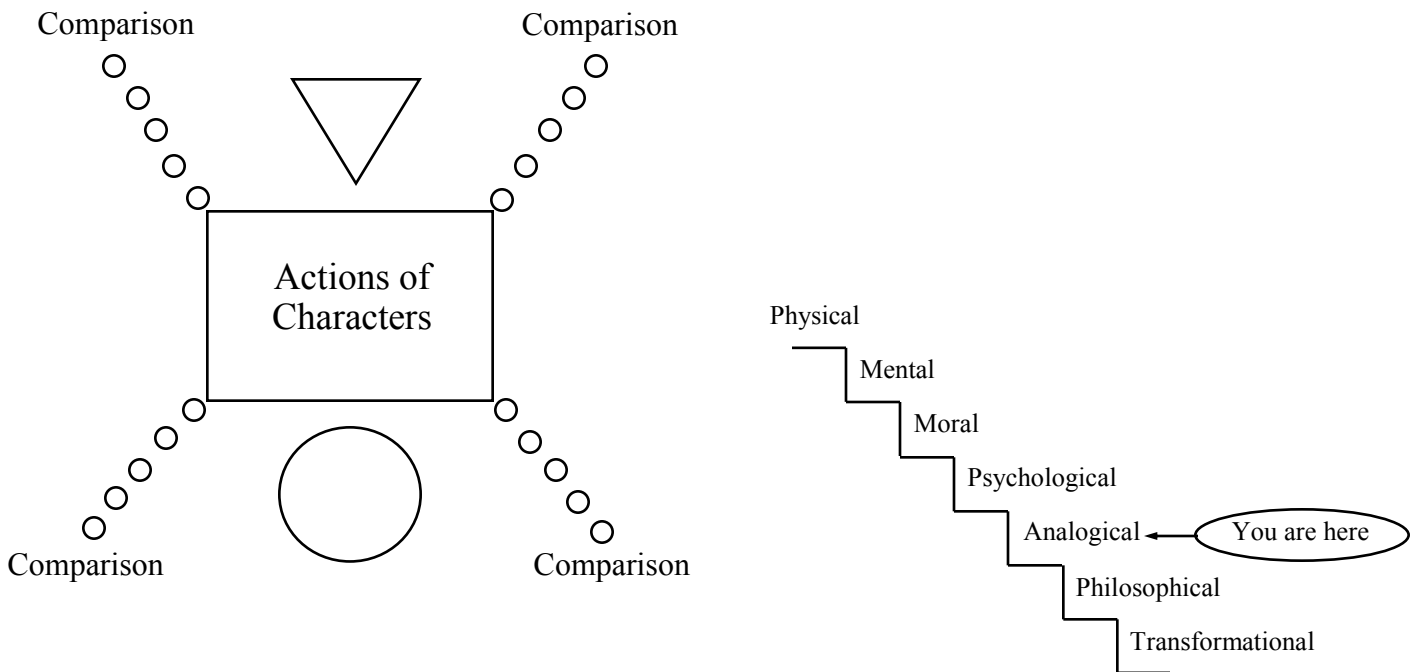 Comparison
Comparison
Actions of
Characters
Comparison
Comparison
Physical
Mental
Moral
Psychological
Analogical
You are here
Philosophical
Transformational